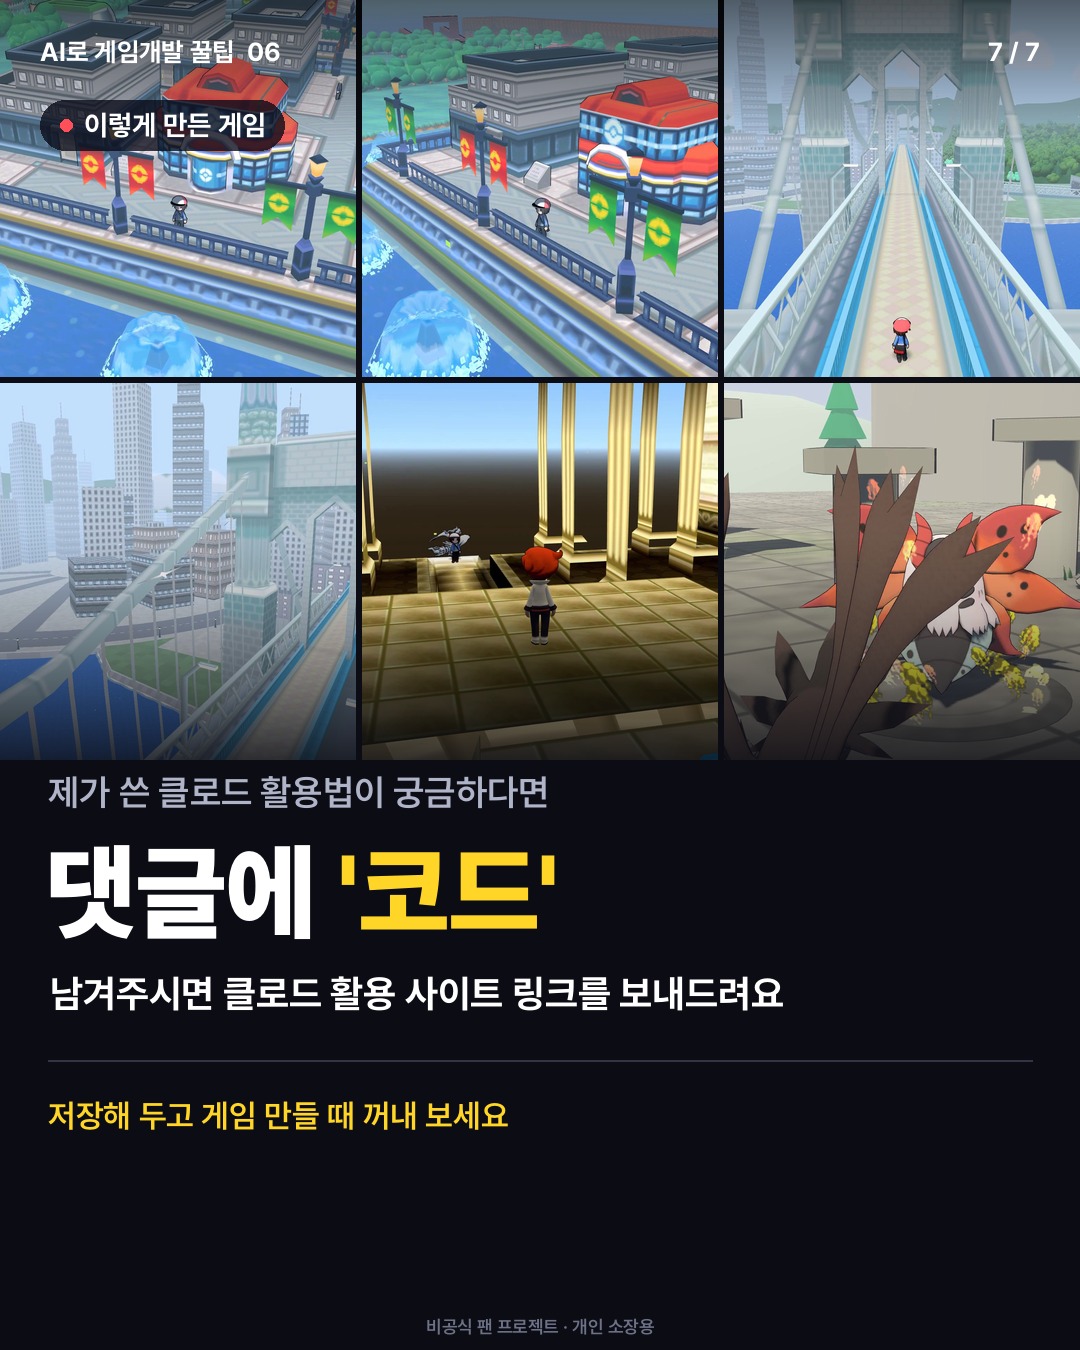 AI로 게임개발 꿀팁 06
7 / 7
이렇게 만든 게임
제가 쓴 클로드 활용법이 궁금하다면
댓글에 '코드'
남겨주시면 클로드 활용 사이트 링크를 보내드려요
저장해 두고 게임 만들 때 꺼내 보세요
비공식 팬 프로젝트 · 개인 소장용